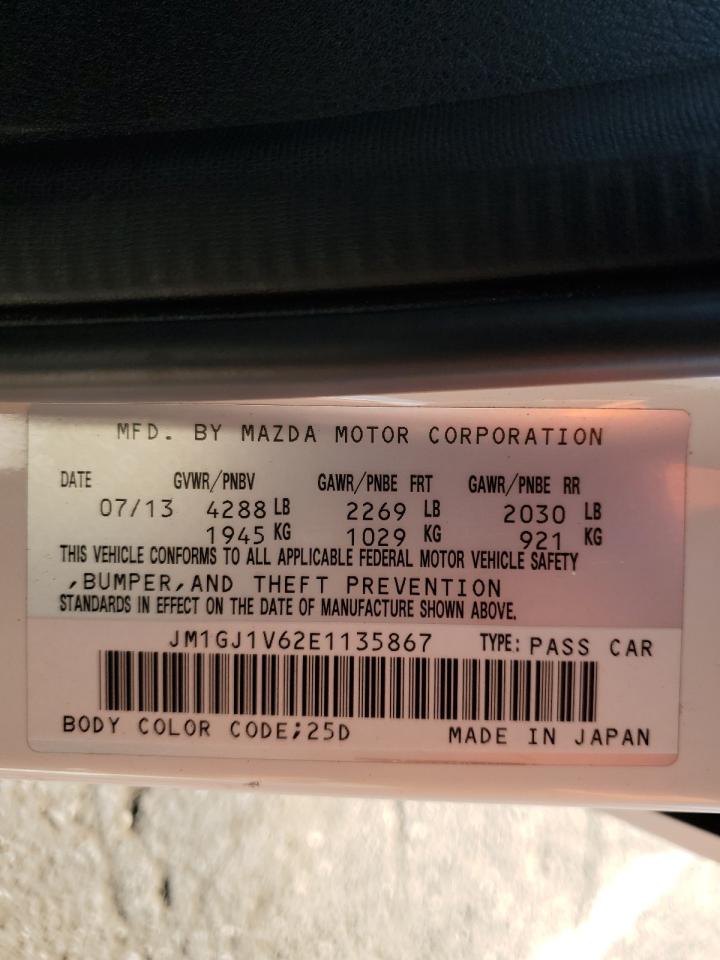 MFD. BY MAZDA MOTOR CORPORATION
DATE GVWR/PNBV GAWR/PNBE FRT GAWR/PNBE RR
07/13 4288 LB 2269 LB 2030 LB
1945 KG 1029 KG 921 KG
THIS VEHICLE CONFORMS TO ALL APPLICABLE FEDERAL MOTOR VEHICLE SAFETY
,BUMPER,AND THEFT PREVENTION
STANDARDS IN EFFECT ON THE DATE OF MANUFACTURE SHOWN ABOVE.
JM1GJ1V62E1135867 TYPE: PASS CAR
BODY COLOR CODE;25D MADE IN JAPAN